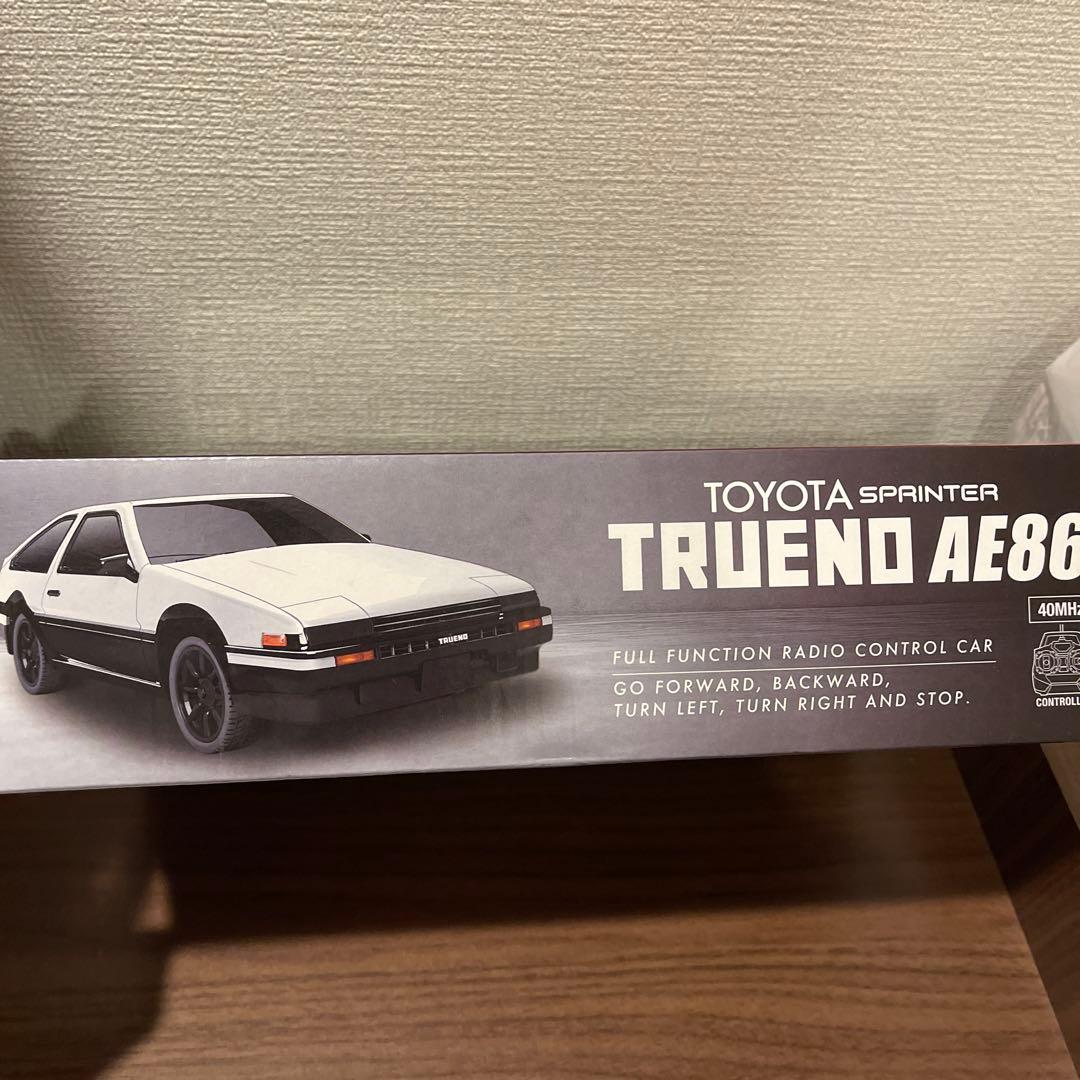 TOYOTA SPRINTER
TRUENO AE86
40MHz
FULL FUNCTION RADIO CONTROL CAR
GO FORWARD, BACKWARD,
TURN LEFT, TURN RIGHT AND STOP.
CONTROLL
TRUENO